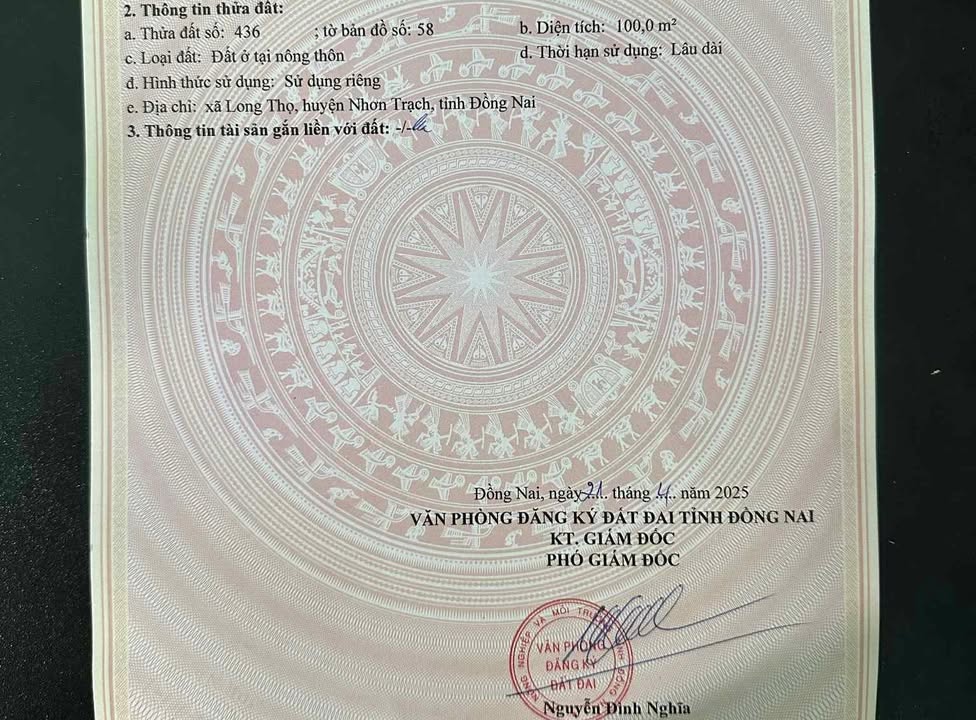 2. Thông tin thửa đất:
a. Thửa đất số: 436 ; tờ bản đồ số: 58 b. Diện tích: 100,0 m²
c. Loại đất: Đất ở tại nông thôn d. Thời hạn sử dụng: Lâu dài
đ. Hình thức sử dụng: Sử dụng riêng
e. Địa chỉ: xã Long Thọ, huyện Nhơn Trạch, tỉnh Đồng Nai
3. Thông tin tài sản gắn liền với đất: -/-
Đồng Nai, ngày 21. tháng 4.. năm 2025
VĂN PHÒNG ĐĂNG KÝ ĐẤT ĐAI TỈNH ĐỒNG NAI
KT. GIÁM ĐỐC
PHÓ GIÁM ĐỐC
NÔNG NGHIỆP VÀ MÔI
VĂN PHÒNG
ĐĂNG KÝ
ĐẤT ĐAI
Nguyễn Đình Nghĩa